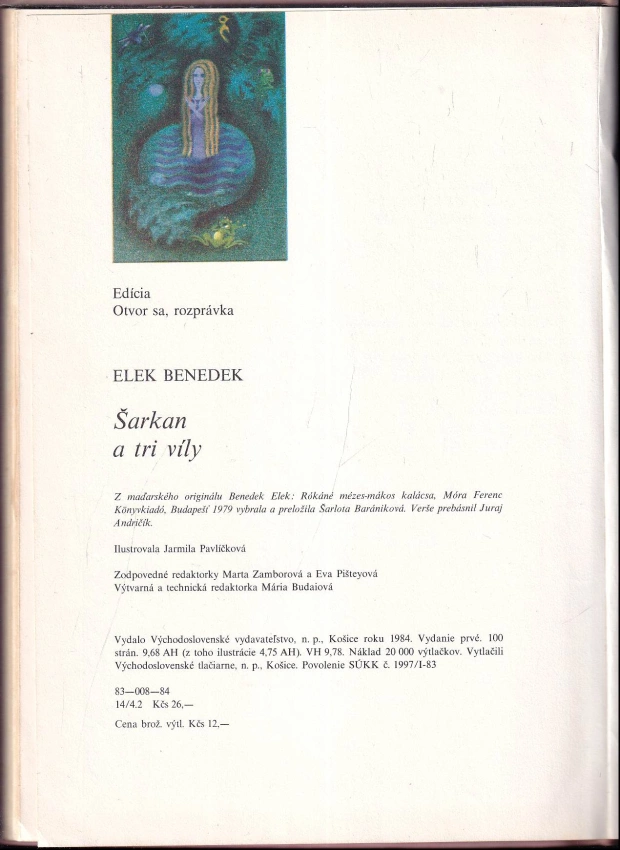 Edícia
Otvor sa, rozprávka
ELEK BENEDEK
Šarkan
a tri víly
Z maďarského originálu Benedek Elek: Rókáné mézes-mákos kalácsa, Móra Ferenc
Könyvkiadó, Budapešť 1979 vybrala a preložila Šarlota Barániková. Verše prebásnil Juraj
Andričík.
Ilustrovala Jarmila Pavlíčková
Zodpovedné redaktorky Marta Zamborová a Eva Pišteyová
Výtvarná a technická redaktorka Mária Budaiová
Vydalo Východoslovenské vydavateľstvo, n. p., Košice roku 1984. Vydanie prvé. 100
strán. 9,68 AH (z toho ilustrácie 4,75 AH). VH 9,78. Náklad 20 000 výtlačkov. Vytlačili
Východoslovenské tlačiarne, n. p., Košice. Povolenie SÚKK č. 1997/I-83
83—008—84
14/4.2 Kčs 26,—
Cena brož. výtl. Kčs 12,—